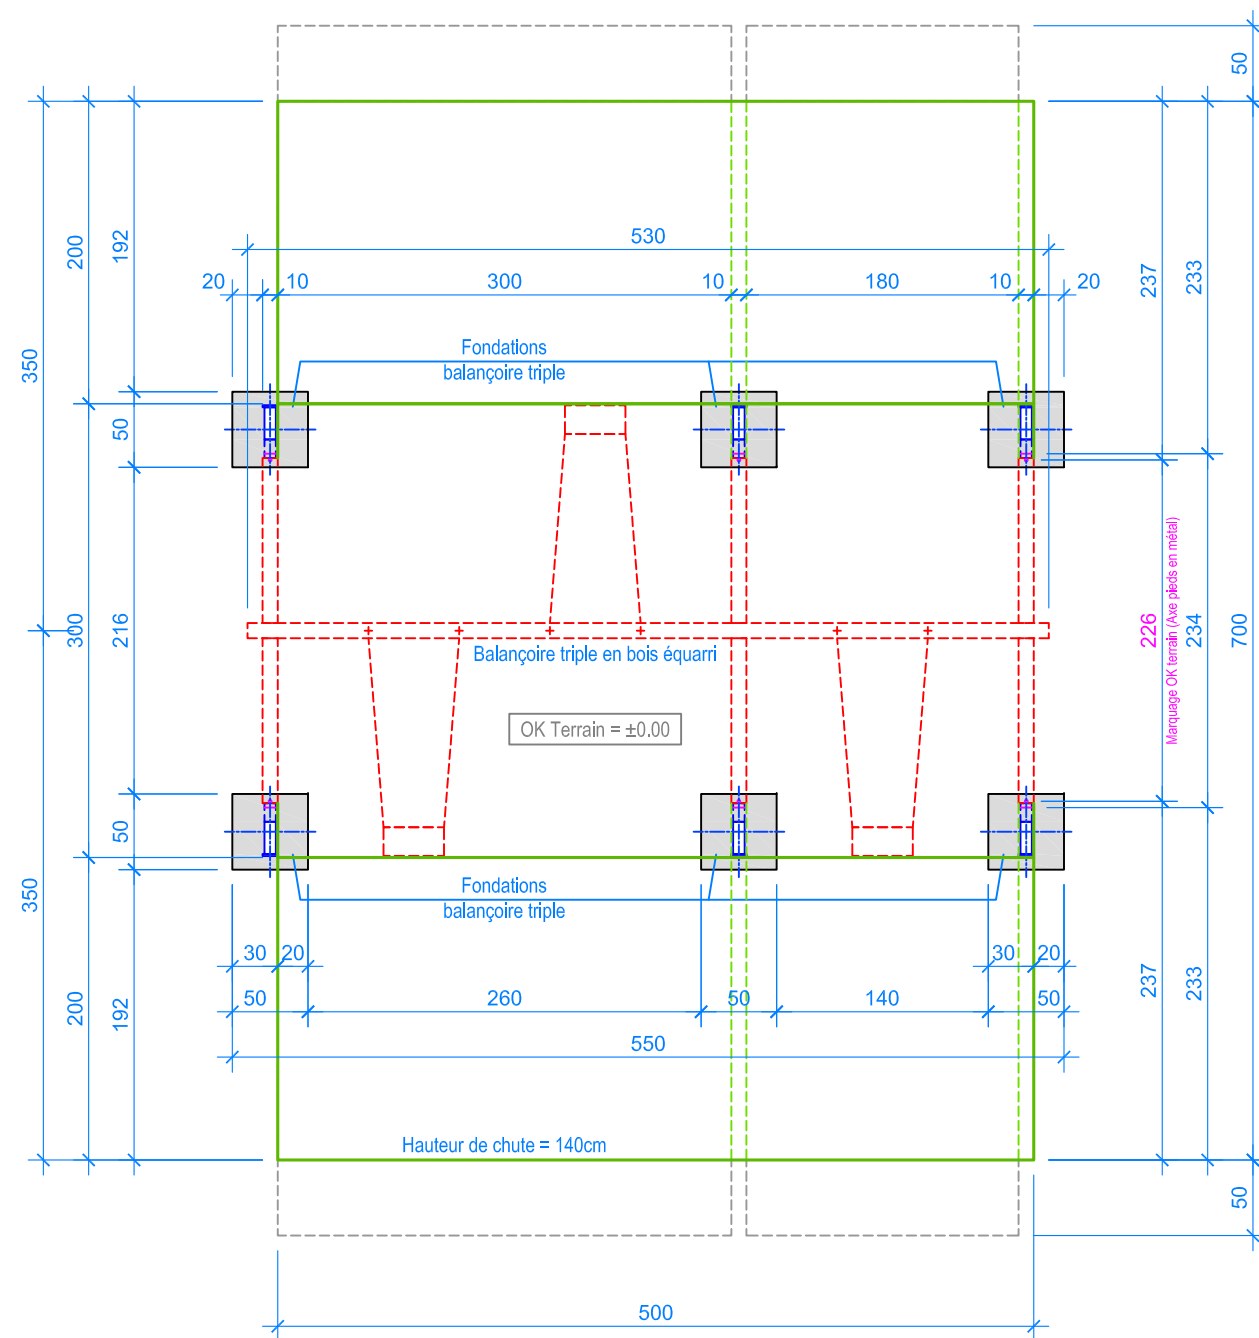 50
530
20 10 300 10 180 10 20
200
192
237
233
Fondations
balançoire triple
350
50
300
216
226
Marquage OK terrain (Axe pieds en métal)
234
700
Balançoire triple en bois équarri
OK Terrain = ±0.00
50
Fondations
balançoire triple
350
30 20 30 20
200
192
50 260 50 140 50
237
233
550
Hauteur de chute = 140cm
50
500